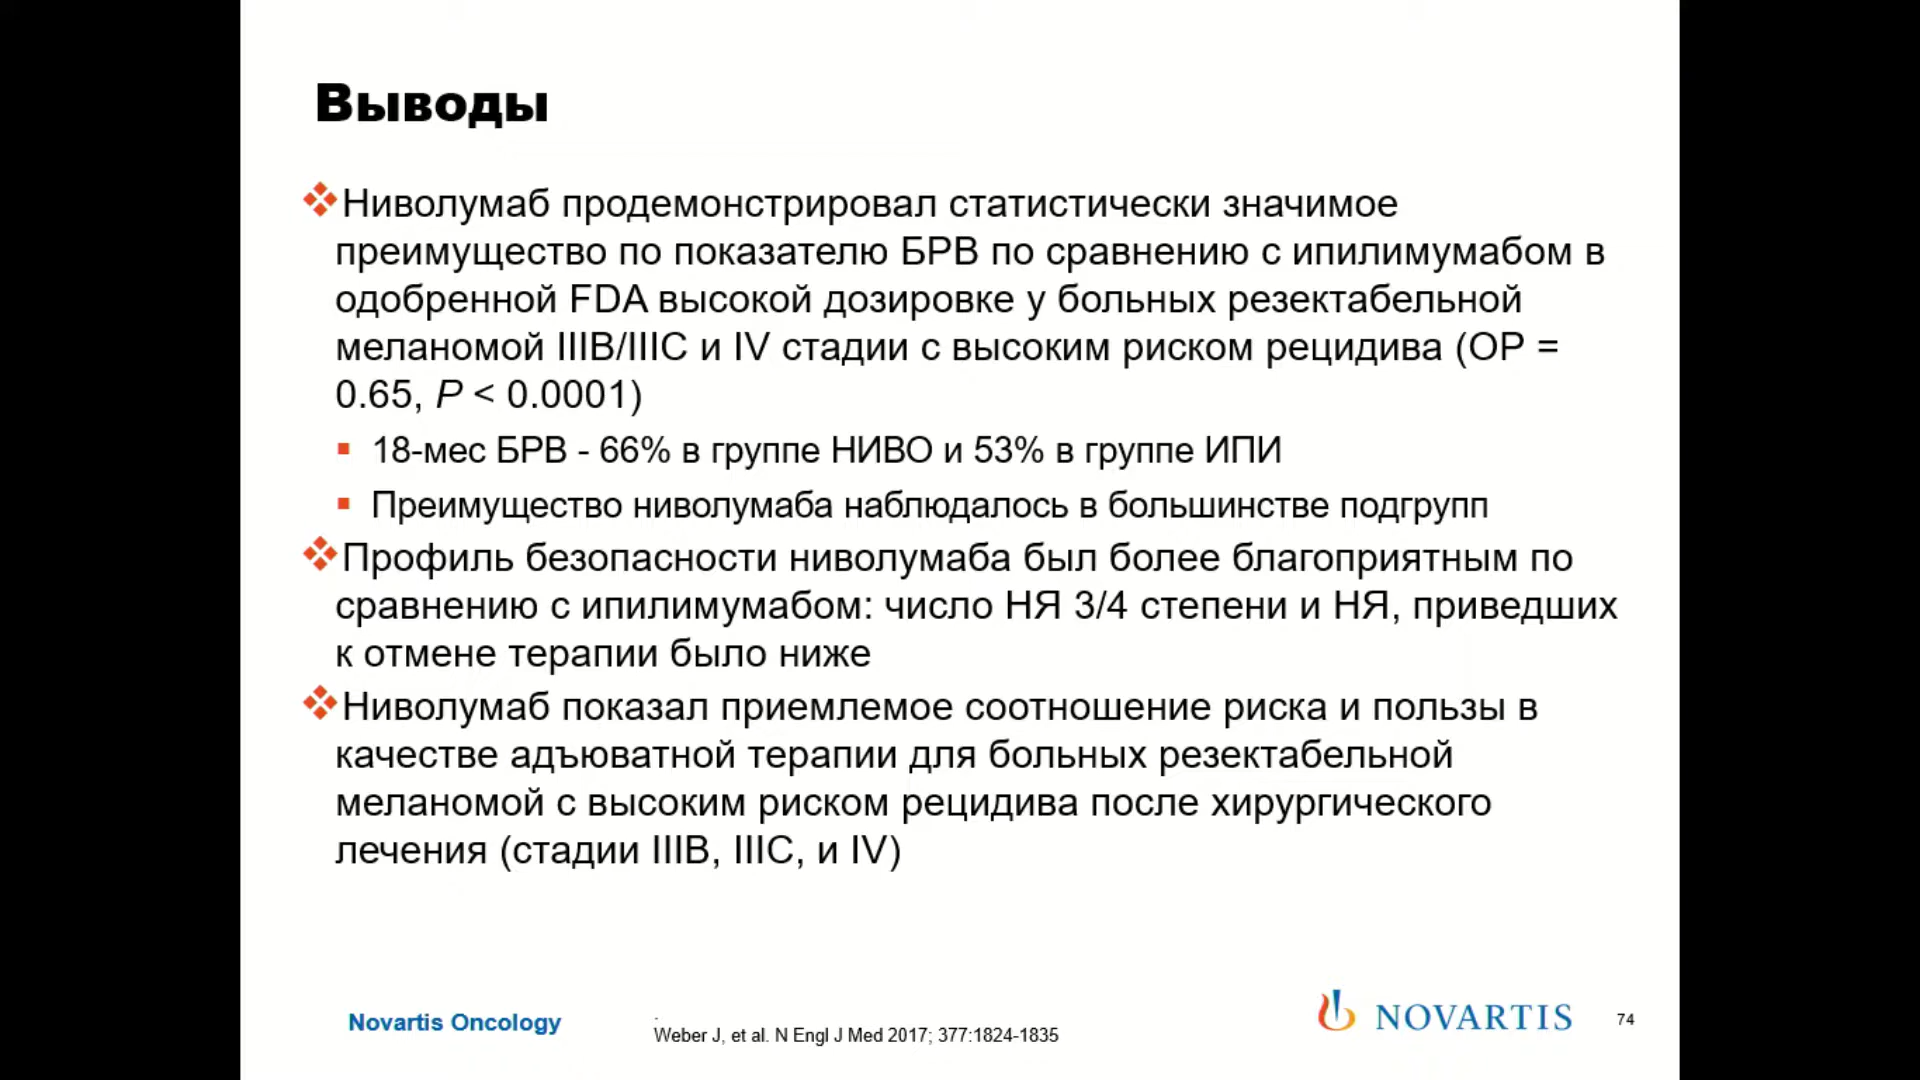 Выводы
Ниволумаб продемонстрировал статистически значимое
преимущество по показателю БРВ по сравнению с ипилимумабом в
одобренной FDA высокой дозировке у больных резектабельной
меланомой IIIB/IIIC и IV стадии с высоким риском рецидива (ОР =
0.65, P < 0.0001)
18-мес БРВ - 66% в группе НИВО и 53% в группе ИПИ
Преимущество ниволумаба наблюдалось в большинстве подгрупп
Профиль безопасности ниволумаба был более благоприятным по
сравнению с ипилимумабом: число НЯ 3/4 степени и НЯ, приведших
к отмене терапии было ниже
Ниволумаб показал приемлемое соотношение риска и пользы в
качестве адъюватной терапии для больных резектабельной
меланомой с высоким риском рецидива после хирургического
лечения (стадии IIIB, IIIC, и IV)
Novartis Oncology
.
Weber J, et al. N Engl J Med 2017; 377:1824-1835
NOVARTIS
74